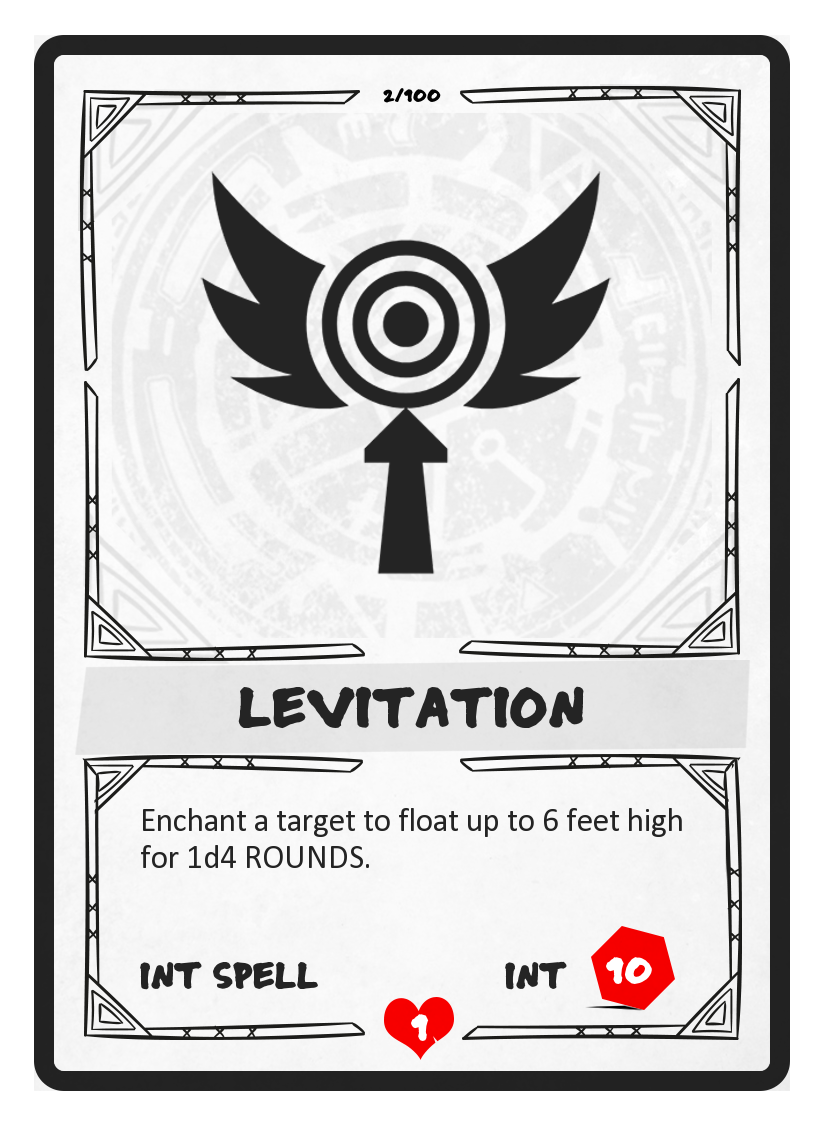 2/100
LEVITATION
Enchant a target to float up to 6 feet high
for 1d4 ROUNDS.
INT SPELL
INT 10
1